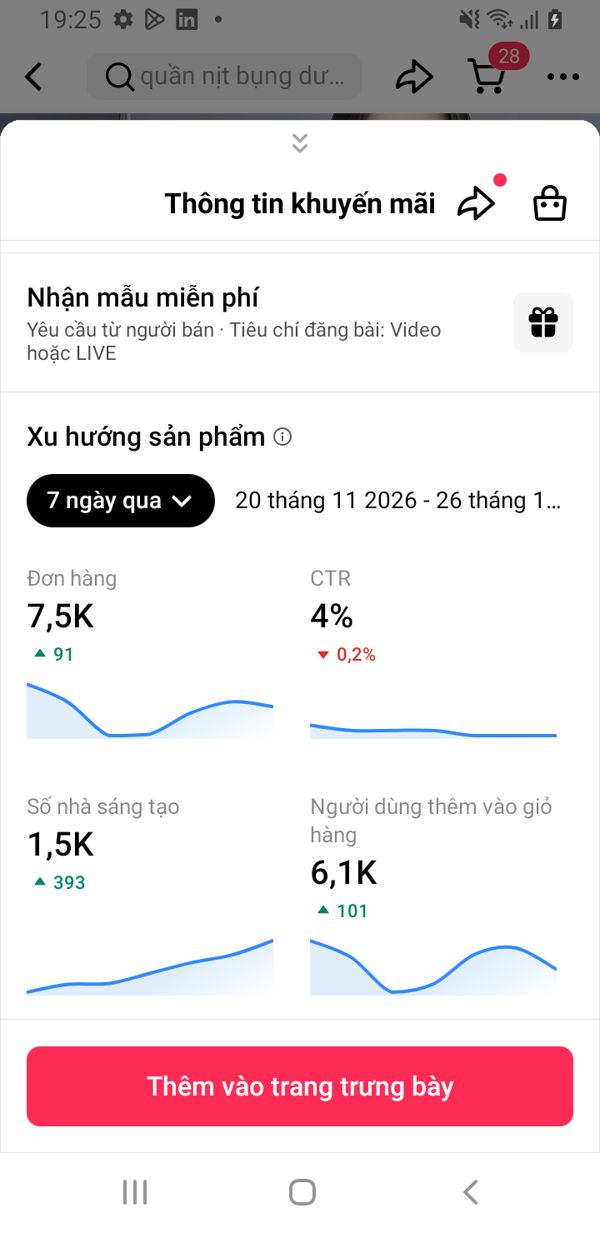 19:25
quần nịt bụng dư...
28
Thông tin khuyến mãi
Nhận mẫu miễn phí
Yêu cầu từ người bán · Tiêu chí đăng bài: Video
hoặc LIVE
Xu hướng sản phẩm
7 ngày qua
20 tháng 11 2026 - 26 tháng 1...
Đơn hàng
7,5K
91
CTR
4%
0,2%
Số nhà sáng tạo
1,5K
393
Người dùng thêm vào giỏ
hàng
6,1K
101
Thêm vào trang trưng bày